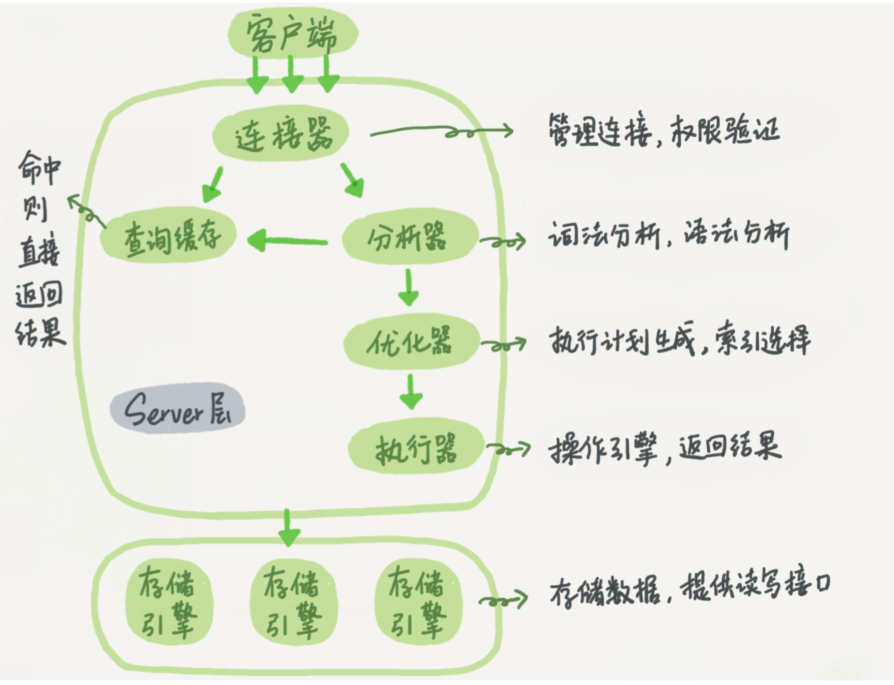 客户端
连接器
管理连接,权限验证
命中
则
直接
返回
结果
查询缓存
分析器
词法分析,语法分析
优化器
执行计划生成,索引选择
Server层
执行器
操作引擎,返回结果
存储
引擎
存储
引擎
存储
引擎
存储数据,提供读写接口